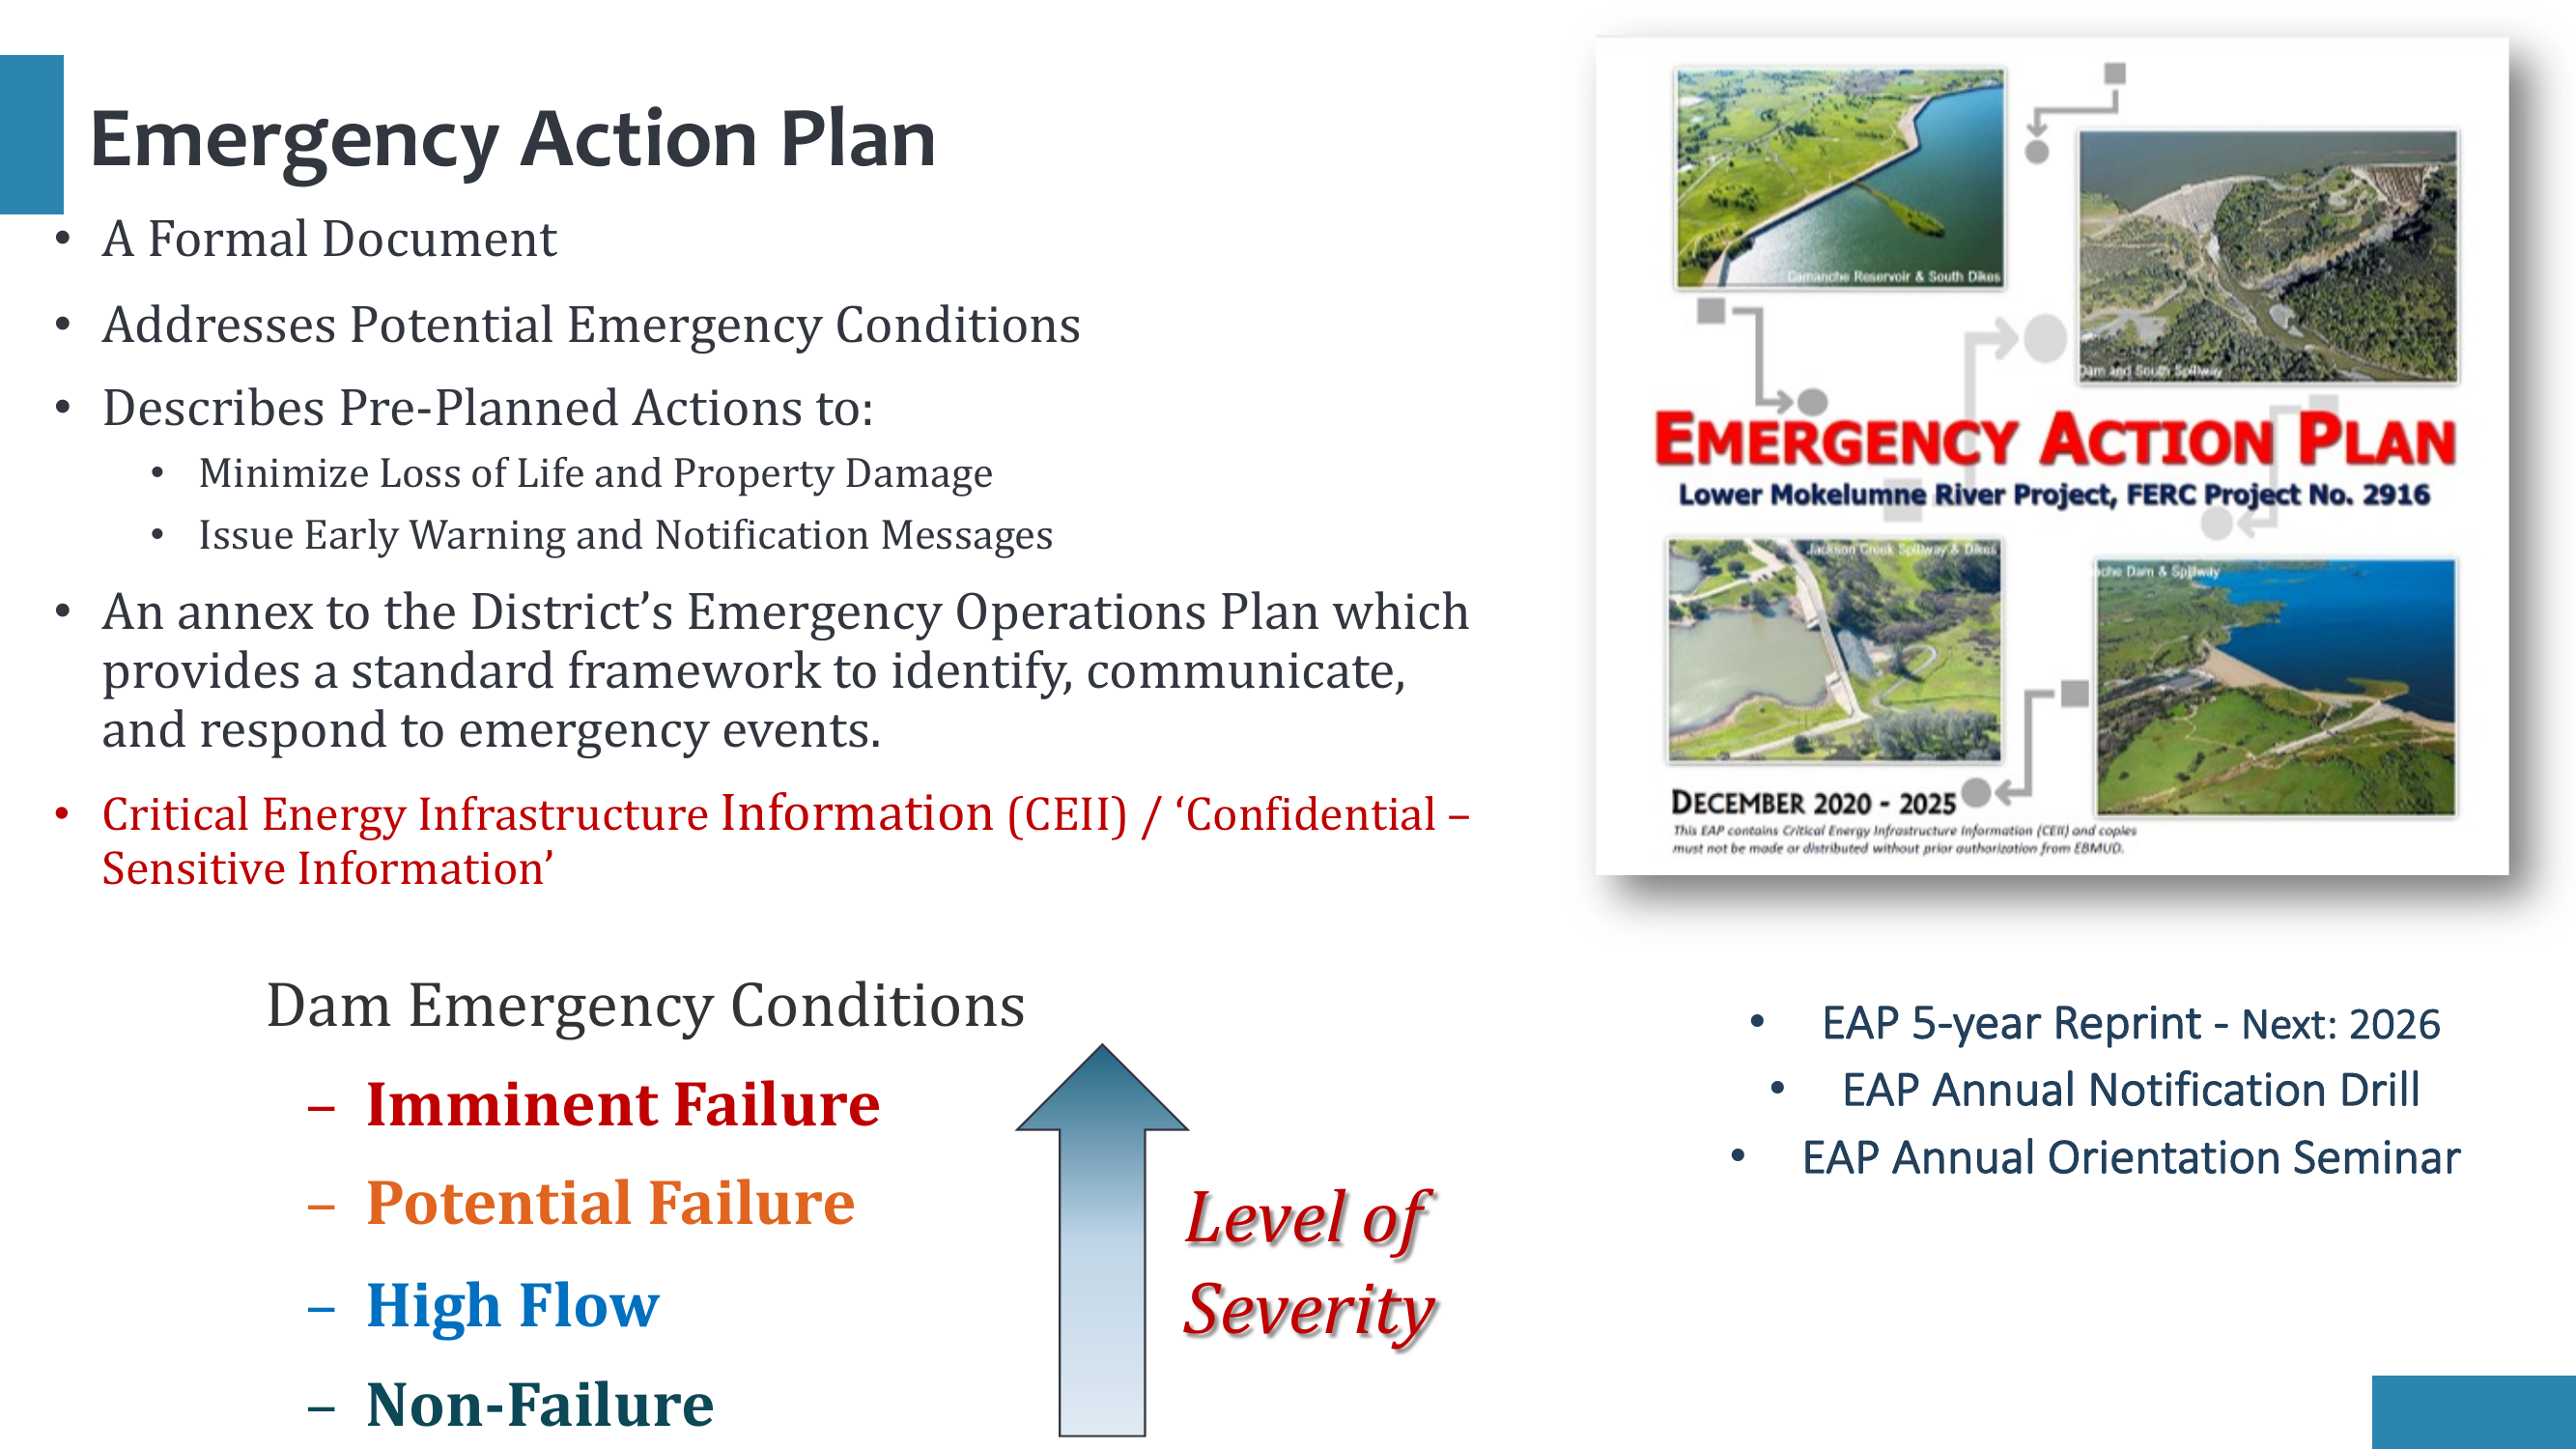 Emergency Action Plan
• A Formal Document
• Addresses Potential Emergency Conditions
• Describes Pre-Planned Actions to:
• Minimize Loss of Life and Property Damage
• Issue Early Warning and Notification Messages
• An annex to the District’s Emergency Operations Plan which
provides a standard framework to identify, communicate,
and respond to emergency events.
• Critical Energy Infrastructure Information (CEII) / ‘Confidential –
Sensitive Information’
Dam Emergency Conditions
– Imminent Failure
– Potential Failure
– High Flow
– Non-Failure
Level of
Severity
Camanche Reservoir & South Dikes
Dam and South Spillway
EMERGENCY ACTION PLAN
Lower Mokelumne River Project, FERC Project No. 2916
Jackson Creek Spillway & Dikes
che Dam & Spillway
DECEMBER 2020 - 2025
This EAP contains Critical Energy Infrastructure Information (CEII) and copies
must not be made or distributed without prior authorization from EBMUD.
• EAP 5-year Reprint - Next: 2026
• EAP Annual Notification Drill
• EAP Annual Orientation Seminar